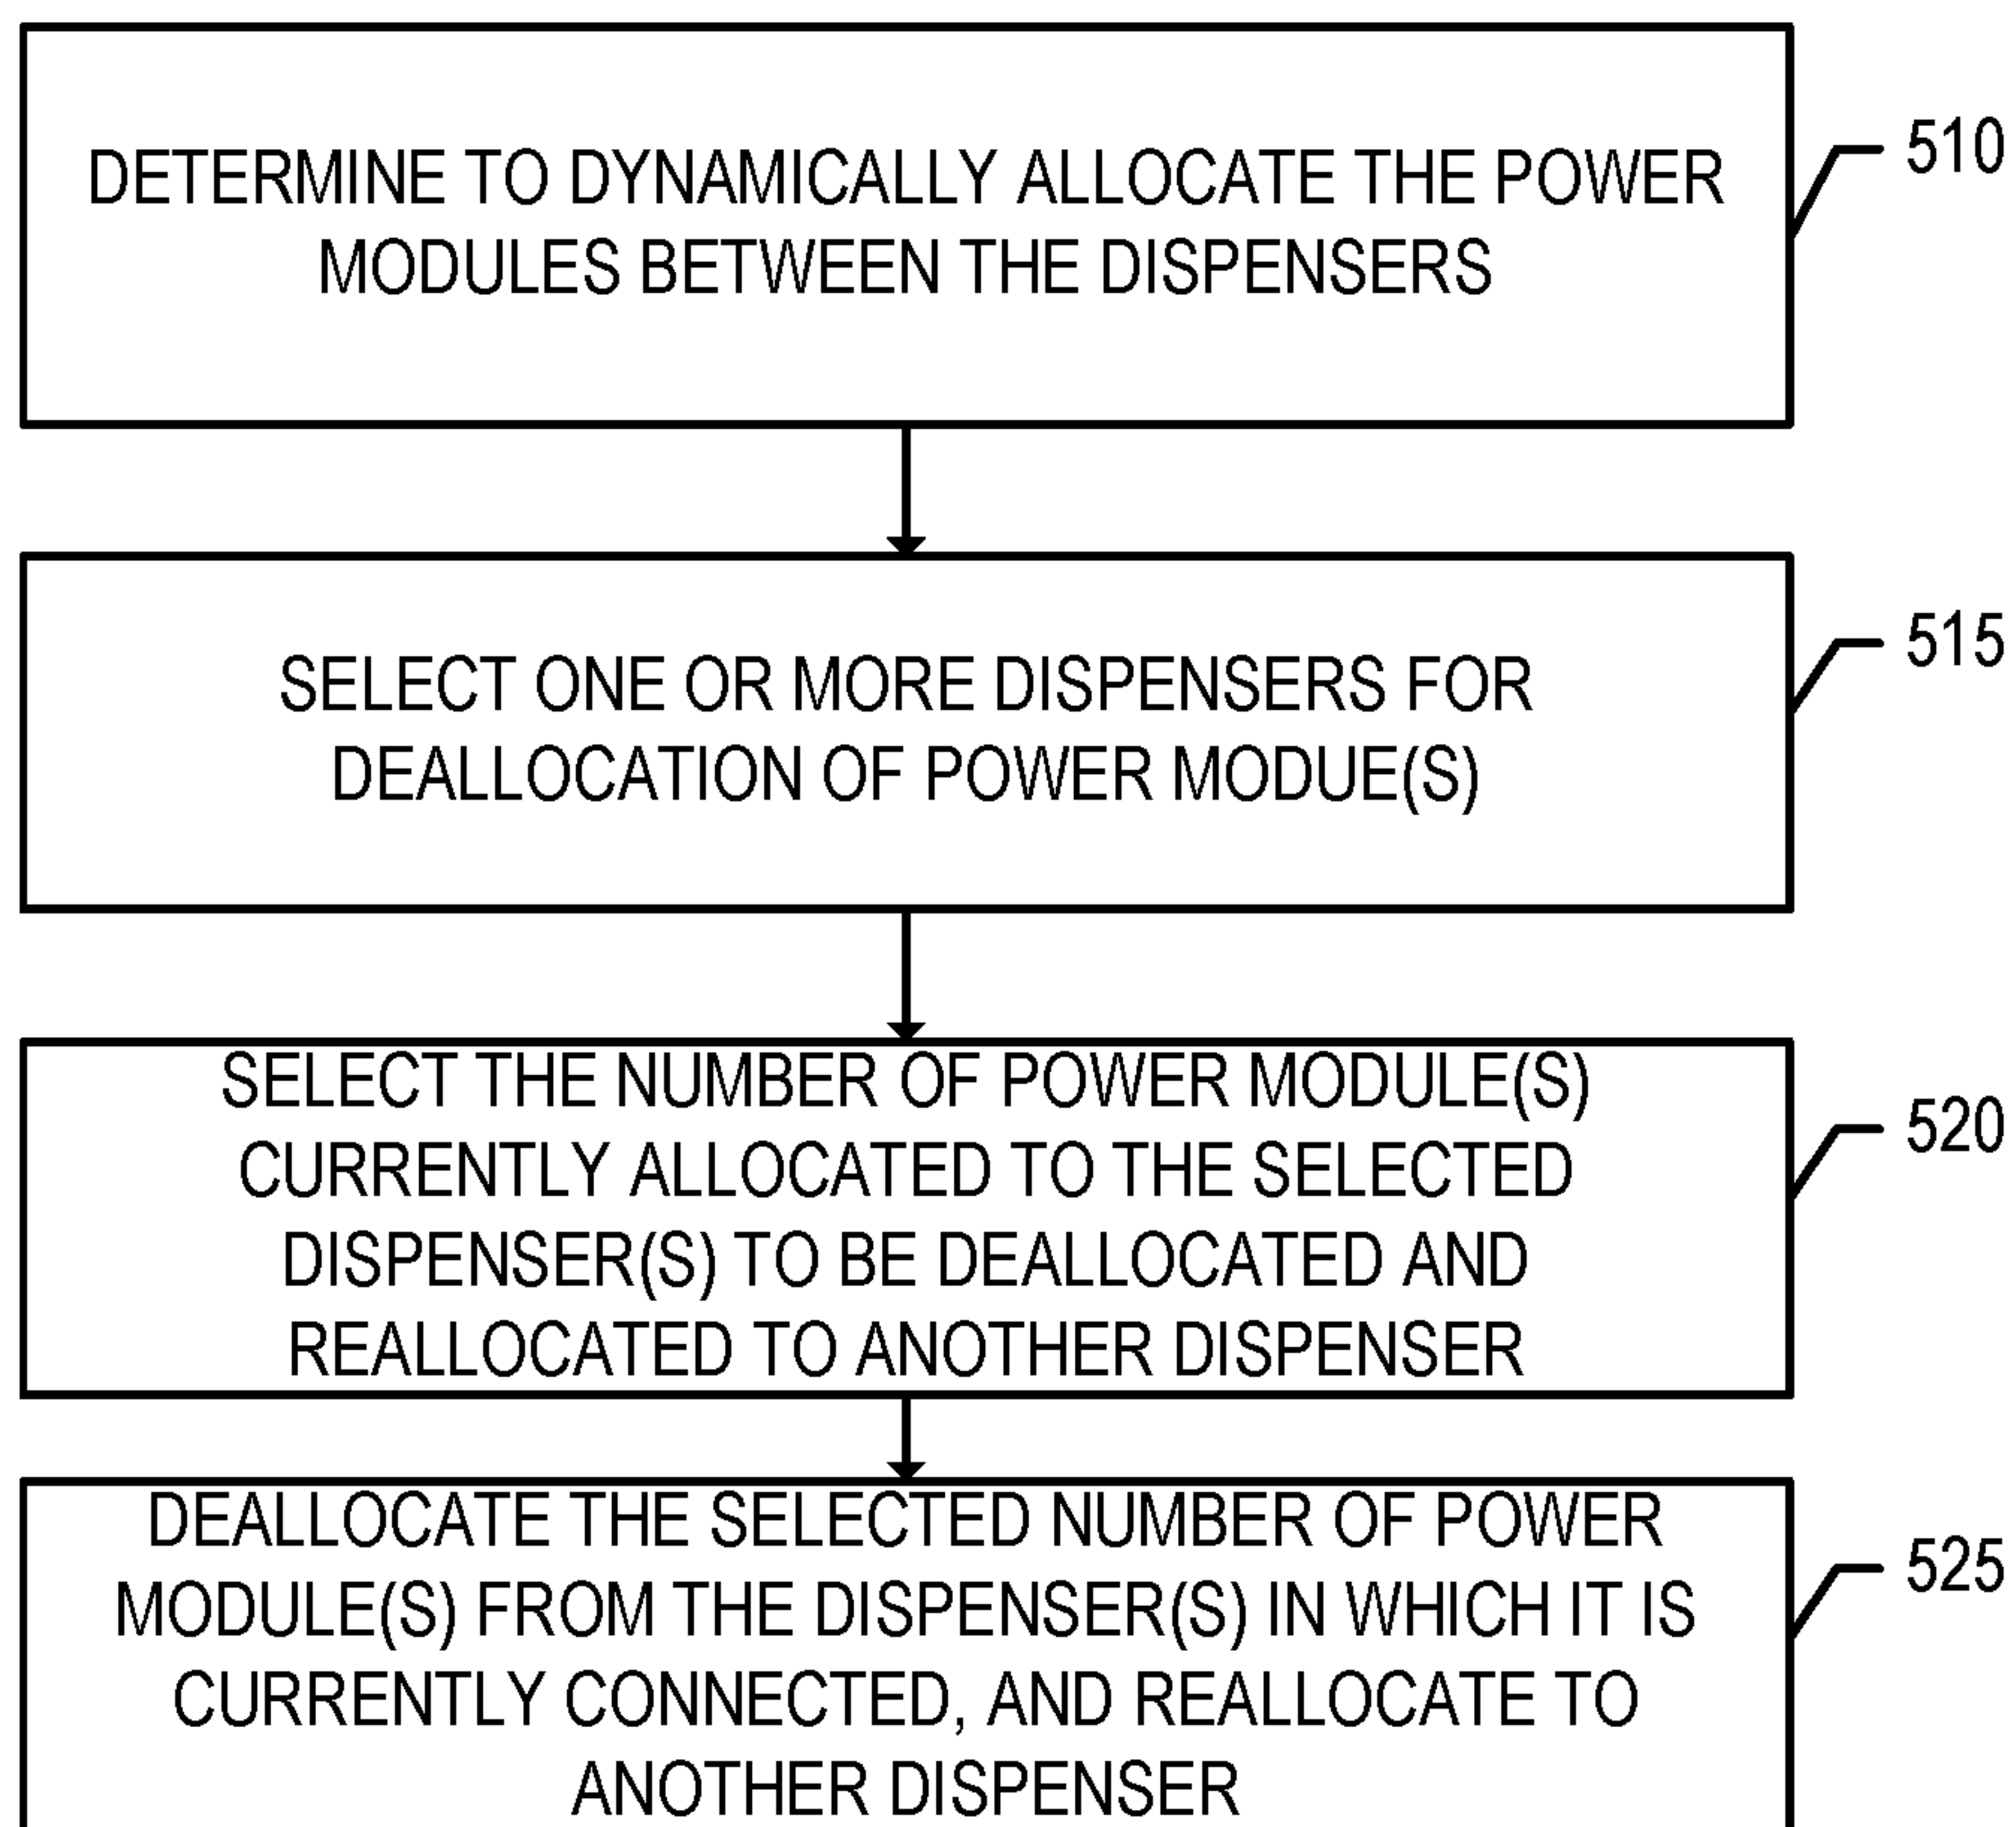 DETERMINE TO DYNAMICALLY ALLOCATE THE POWER
MODULES BETWEEN THE DISPENSERS
510
SELECT ONE OR MORE DISPENSERS FOR
DEALLOCATION OF POWER MODUE(S)
515
SELECT THE NUMBER OF POWER MODULE(S)
CURRENTLY ALLOCATED TO THE SELECTED
DISPENSER(S) TO BE DEALLOCATED AND
REALLOCATED TO ANOTHER DISPENSER
520
DEALLOCATE THE SELECTED NUMBER OF POWER
MODULE(S) FROM THE DISPENSER(S) IN WHICH IT IS
CURRENTLY CONNECTED, AND REALLOCATE TO
ANOTHER DISPENSER
525